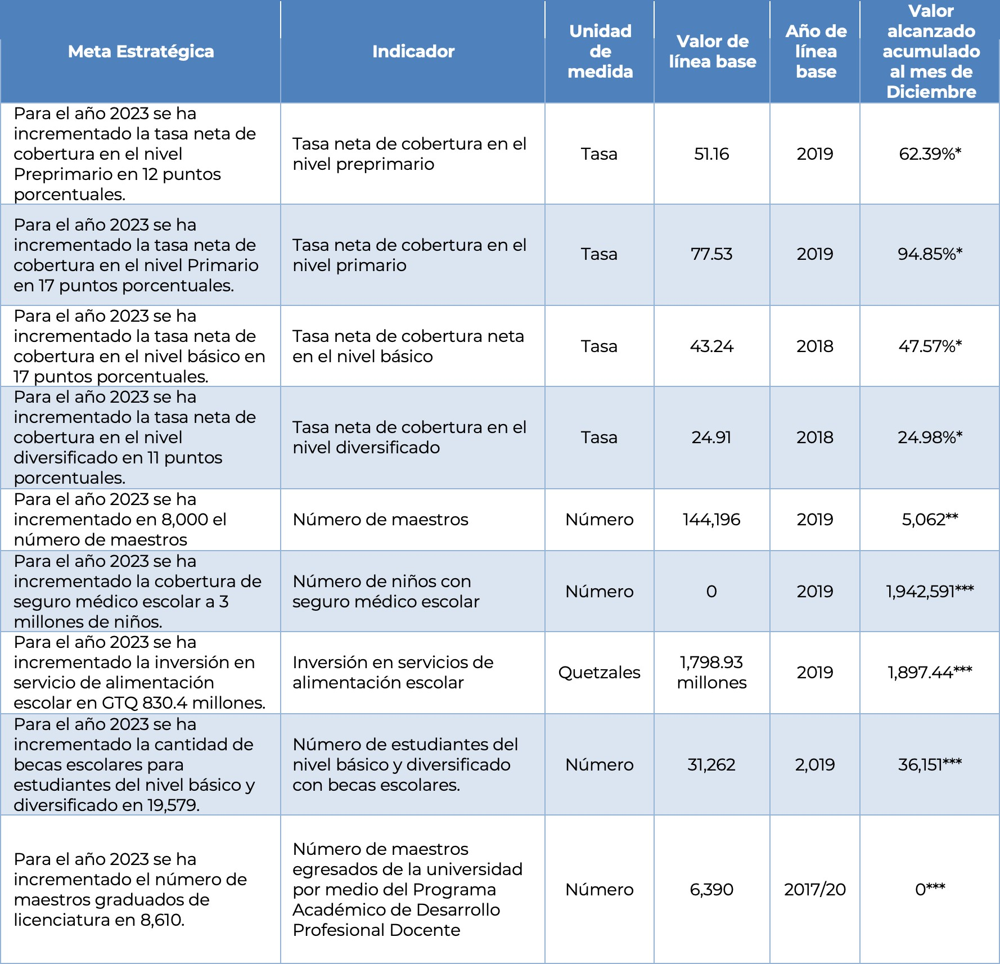 Meta Estratégica
Indicador
Unidad
de
medida
Valor de
línea base
Año de
línea
base
Valor
alcanzado
acumulado
al mes de
Diciembre
Para el año 2023 se ha
incrementado la tasa neta de
cobertura en el nivel
Preprimario en 12 puntos
porcentuales.
Tasa neta de cobertura en el
nivel preprimario
Tasa
51.16
2019
62.39%*
Para el año 2023 se ha
incrementado la tasa neta de
cobertura en el nivel Primario
en 17 puntos porcentuales.
Tasa neta de cobertura en el
nivel primario
Tasa
77.53
2019
94.85%*
Para el año 2023 se ha
incrementado la tasa neta de
cobertura en el nivel básico en
17 puntos porcentuales.
Tasa neta de cobertura neta
en el nivel básico
Tasa
43.24
2018
47.57%*
Para el año 2023 se ha
incrementado la tasa neta de
cobertura en el nivel
diversificado en 11 puntos
porcentuales.
Tasa neta de cobertura en el
nivel diversificado
Tasa
24.91
2018
24.98%*
Para el año 2023 se ha
incrementado en 8,000 el
número de maestros
Número de maestros
Número
144,196
2019
5,062**
Para el año 2023 se ha
incrementado la cobertura de
seguro médico escolar a 3
millones de niños.
Número de niños con
seguro médico escolar
Número
0
2019
1,942,591***
Para el año 2023 se ha
incrementado la inversión en
servicio de alimentación
escolar en GTQ 830.4 millones.
Inversión en servicios de
alimentación escolar
Quetzales
1,798.93
millones
2019
1,897.44***
Para el año 2023 se ha
incrementado la cantidad de
becas escolares para
estudiantes del nivel básico y
diversificado en 19,579.
Número de estudiantes del
nivel básico y diversificado
con becas escolares.
Número
31,262
2,019
36,151***
Para el año 2023 se ha
incrementado el número de
maestros graduados de
licenciatura en 8,610.
Número de maestros
egresados de la universidad
por medio del Programa
Académico de Desarrollo
Profesional Docente
Número
6,390
2017/20
0***